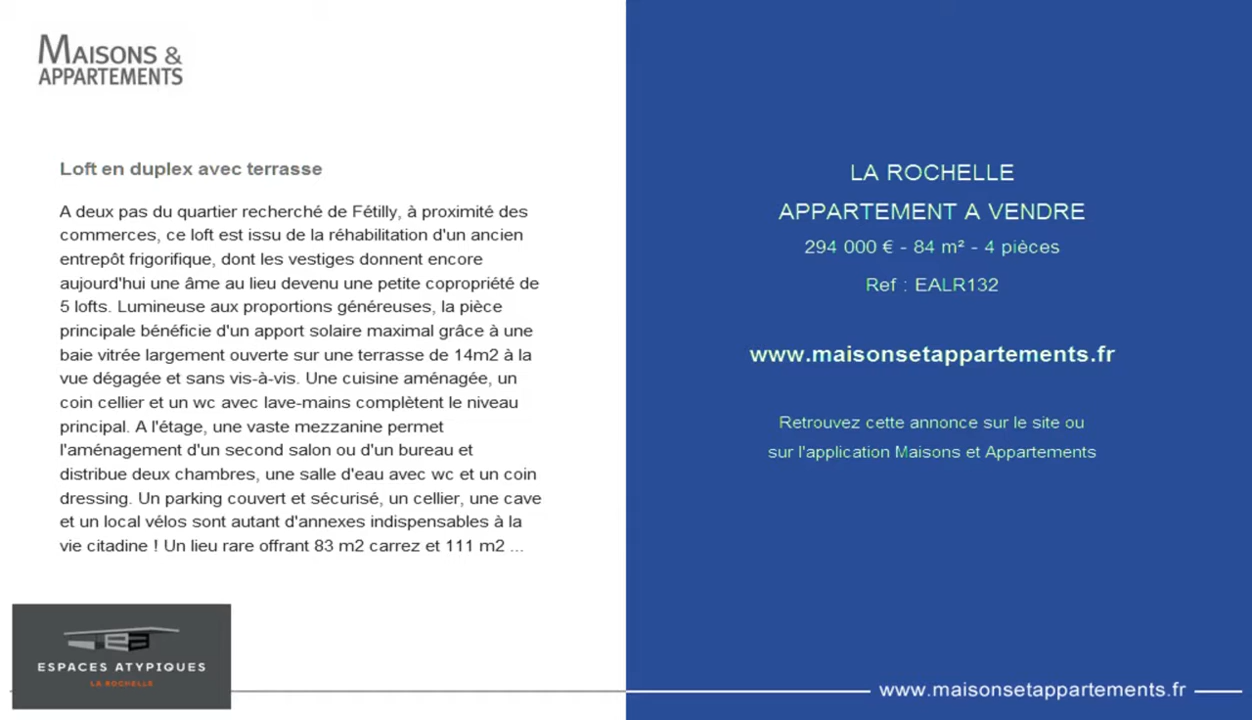 MAISONS &
APPARTEMENTS
Loft en duplex avec terrasse
A deux pas du quartier recherché de Fétilly, à proximité des
commerces, ce loft est issu de la réhabilitation d'un ancien
entrepôt frigorifique, dont les vestiges donnent encore
aujourd'hui une âme au lieu devenu une petite copropriété de
5 lofts. Lumineuse aux proportions généreuses, la pièce
principale bénéficie d'un apport solaire maximal grâce à une
baie vitrée largement ouverte sur une terrasse de 14m2 à la
vue dégagée et sans vis-à-vis. Une cuisine aménagée, un
coin cellier et un wc avec lave-mains complètent le niveau
principal. A l'étage, une vaste mezzanine permet
l'aménagement d'un second salon ou d'un bureau et
distribue deux chambres, une salle d'eau avec wc et un coin
dressing. Un parking couvert et sécurisé, un cellier, une cave
et un local vélos sont autant d'annexes indispensables à la
vie citadine ! Un lieu rare offrant 83 m2 carrez et 111 m2 ...
ESPACES ATYPIQUES
LA ROCHELLE
LA ROCHELLE
APPARTEMENT A VENDRE
294 000 € - 84 m² - 4 pièces
Ref : EALR132
www.maisonsetappartements.fr
Retrouvez cette annonce sur le site ou
sur l'application Maisons et Appartements
www.maisonsetappartements.fr